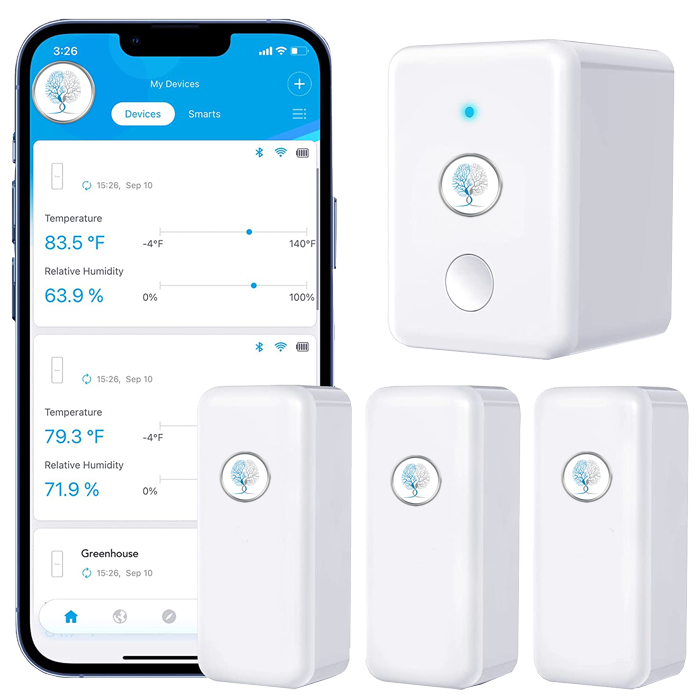 3:26
My Devices
+
Devices Smarts
15:26, Sep 10
Temperature
83.5 °F
-4°F 140°F
Relative Humidity
63.9 %
0% 100%
15:26, Sep 10
Temperature
79.3 °F
-4°F
Relative Humidity
71.9 %
0%
Greenhouse
15:26, Sep 10